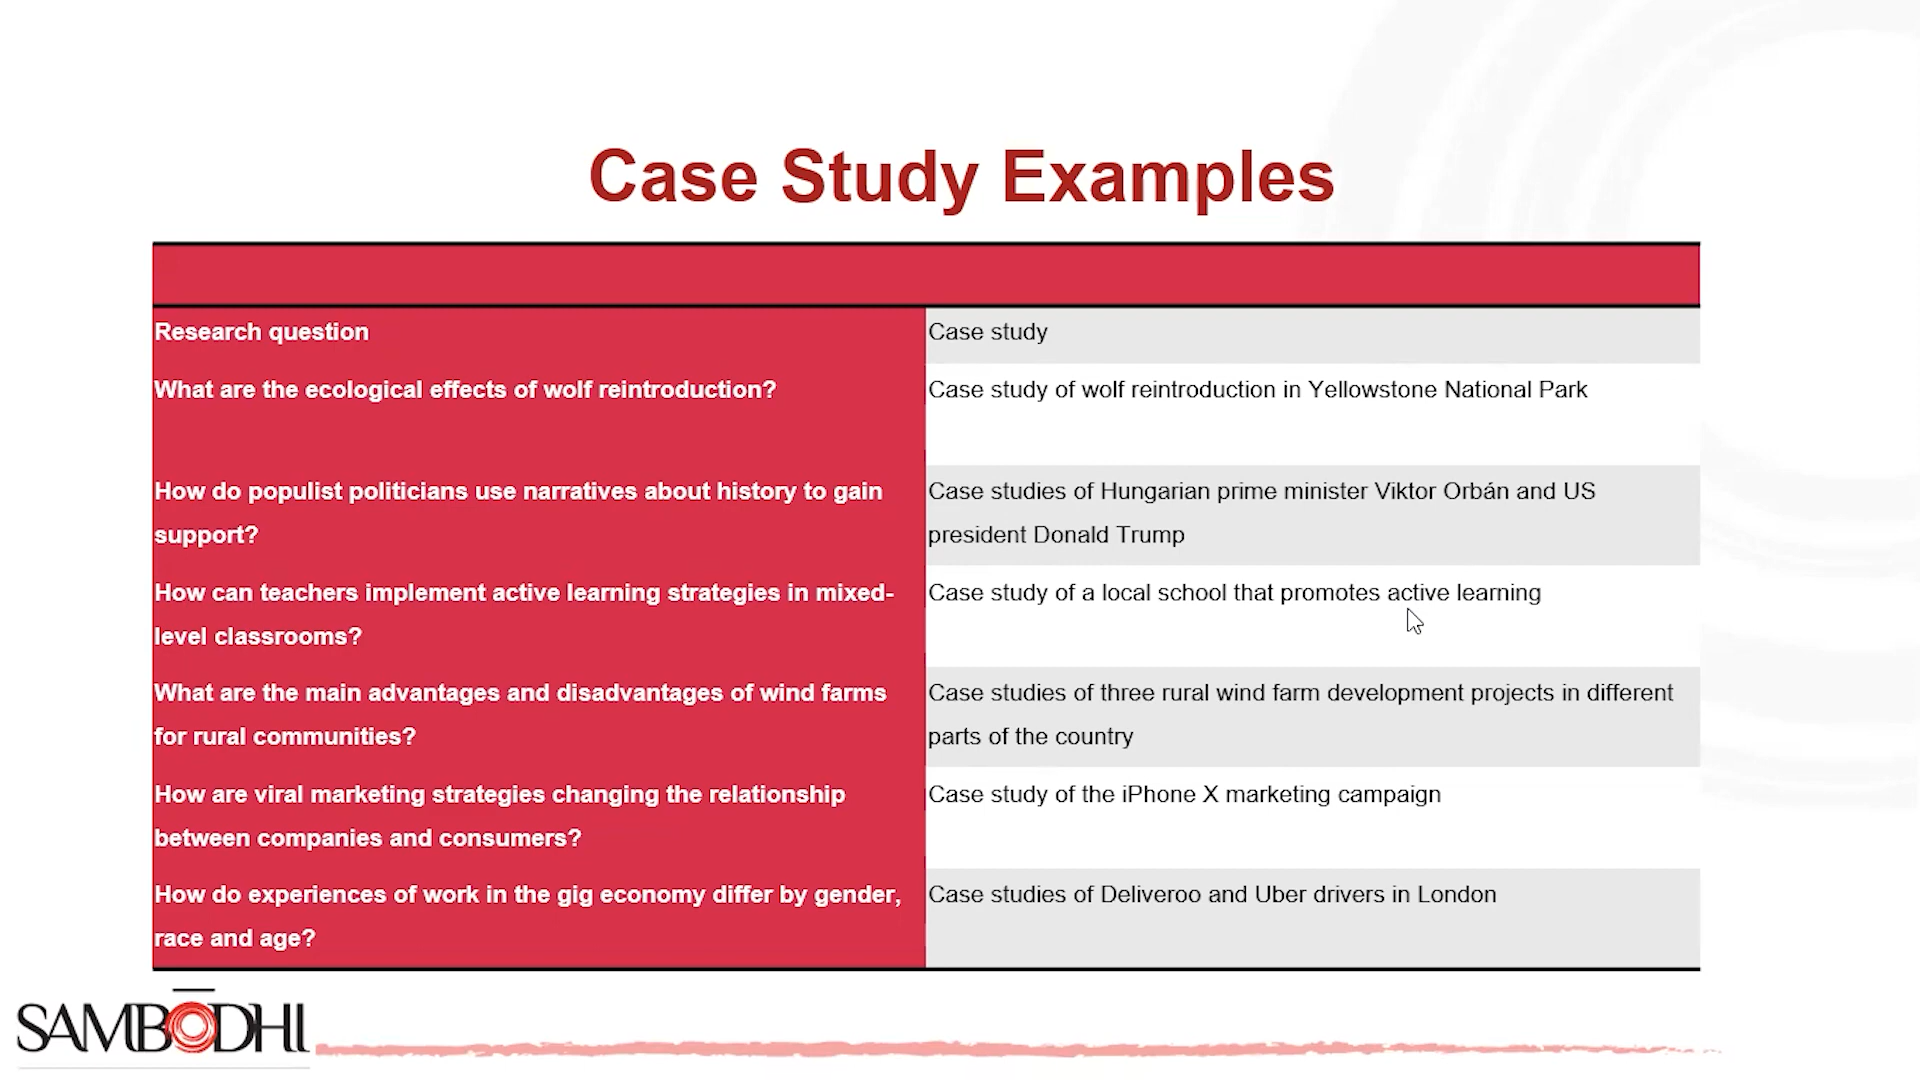 Case Study Examples
Research question
Case study
What are the ecological effects of wolf reintroduction?
Case study of wolf reintroduction in Yellowstone National Park
How do populist politicians use narratives about history to gain
support?
Case studies of Hungarian prime minister Viktor Orbán and US
president Donald Trump
How can teachers implement active learning strategies in mixed-
level classrooms?
Case study of a local school that promotes active learning
What are the main advantages and disadvantages of wind farms
for rural communities?
Case studies of three rural wind farm development projects in different
parts of the country
How are viral marketing strategies changing the relationship
between companies and consumers?
Case study of the iPhone X marketing campaign
How do experiences of work in the gig economy differ by gender,
race and age?
Case studies of Deliveroo and Uber drivers in London
SAMBŌDHI